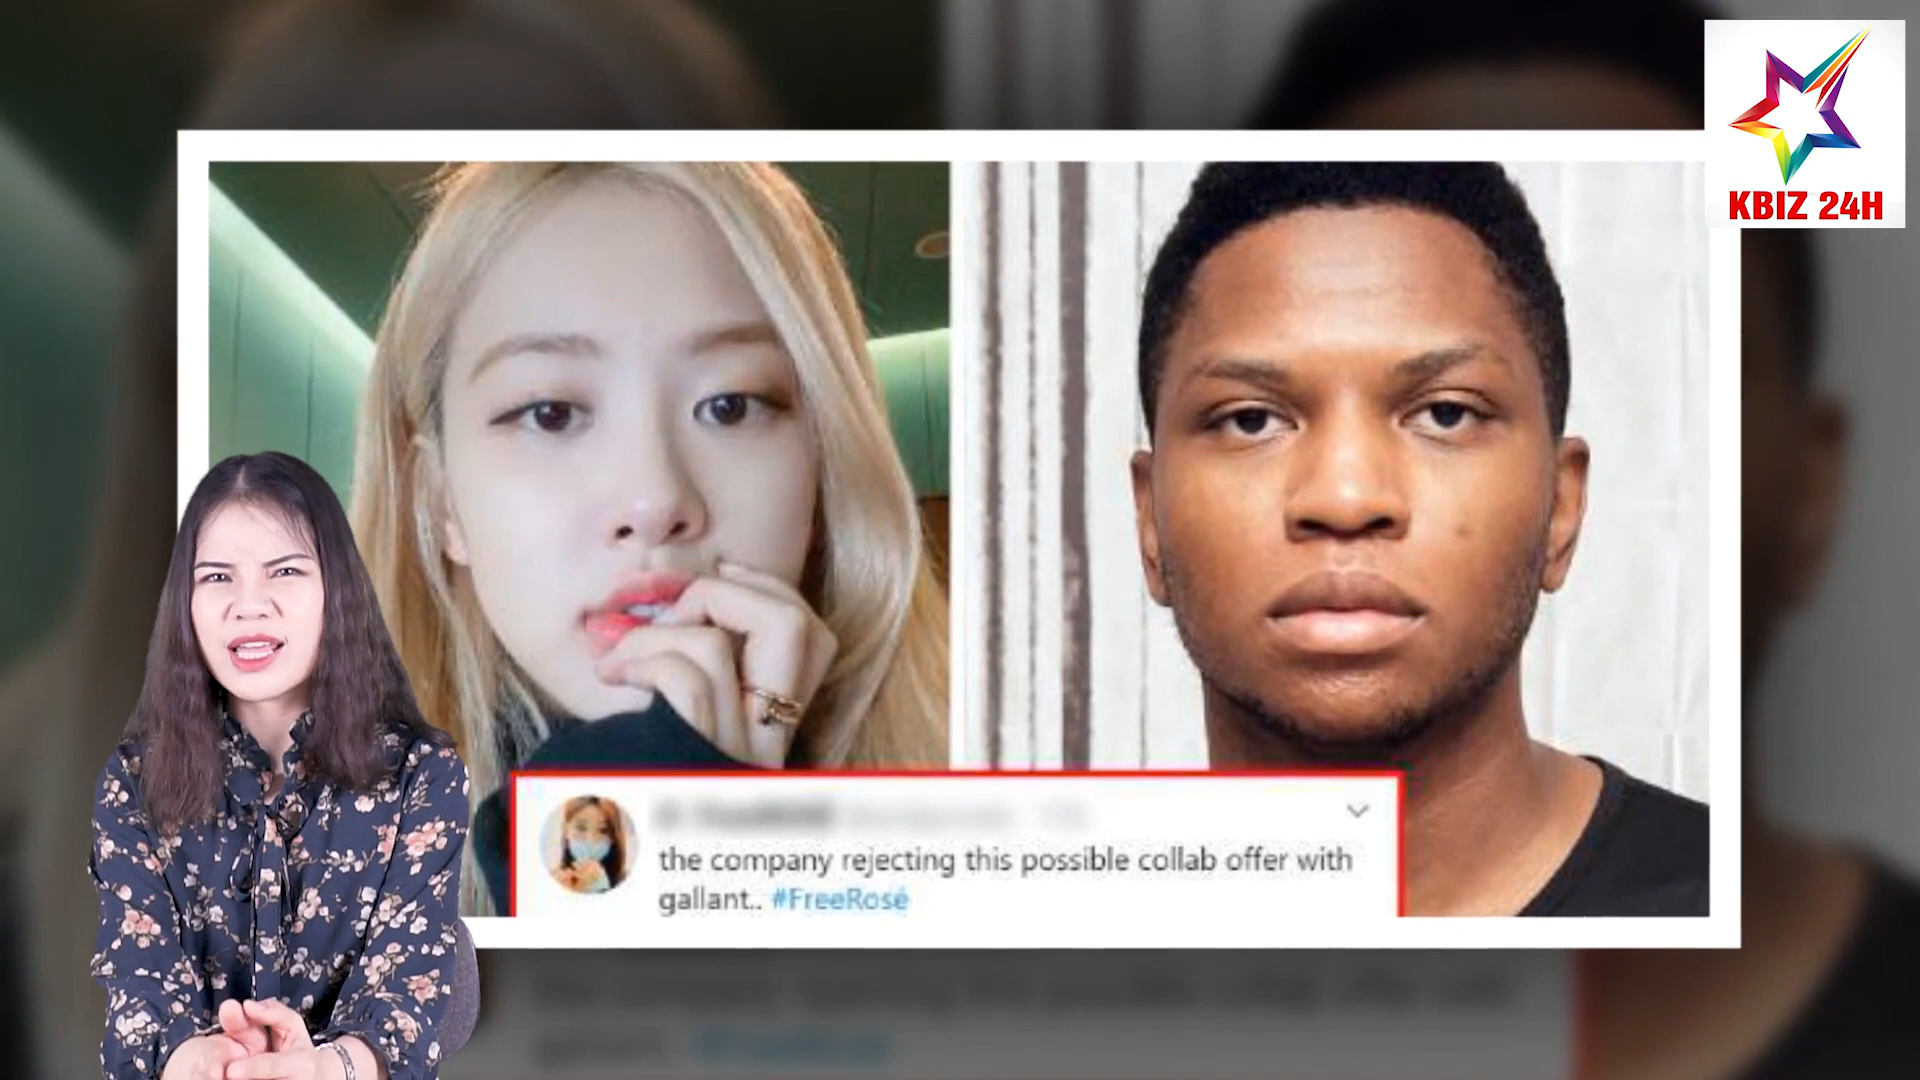 KBIZ 24H
the company rejecting this possible collab offer with
gallant.. #FreeRosé